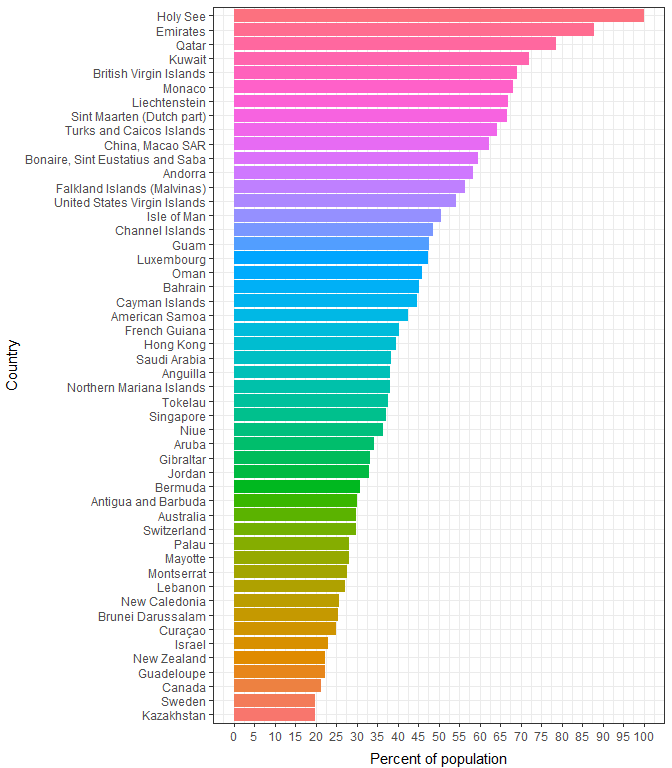 Holy See
Emirates
Qatar
Kuwait
British Virgin Islands
Monaco
Liechtenstein
Sint Maarten (Dutch part)
Turks and Caicos Islands
China, Macao SAR
Bonaire, Sint Eustatius and Saba
Andorra
Falkland Islands (Malvinas)
United States Virgin Islands
Isle of Man
Channel Islands
Guam
Luxembourg
Oman
Bahrain
Cayman Islands
American Samoa
French Guiana
Hong Kong
Saudi Arabia
Anguilla
Northern Mariana Islands
Tokelau
Singapore
Niue
Aruba
Gibraltar
Jordan
Bermuda
Antigua and Barbuda
Australia
Switzerland
Palau
Mayotte
Montserrat
Lebanon
New Caledonia
Brunei Darussalam
Curaçao
Israel
New Zealand
Guadeloupe
Canada
Sweden
Kazakhstan
Country
0 5 10 15 20 25 30 35 40 45 50 55 60 65 70 75 80 85 90 95 100
Percent of population